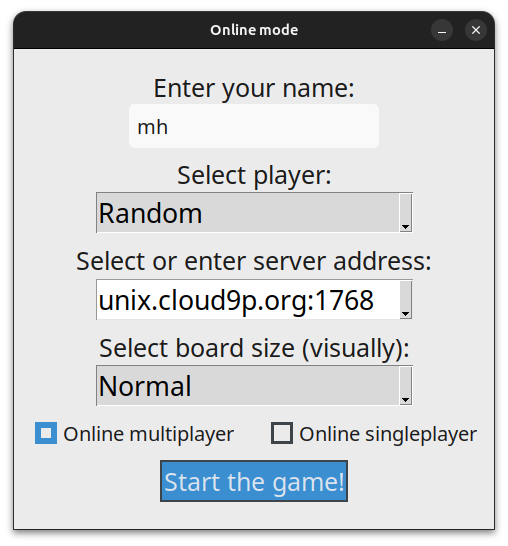 Online mode
Enter your name:
mh
Select player:
Random
Select or enter server address:
unix.cloud9p.org:1768
Select board size (visually):
Normal
Online multiplayer Online singleplayer
Start the game!